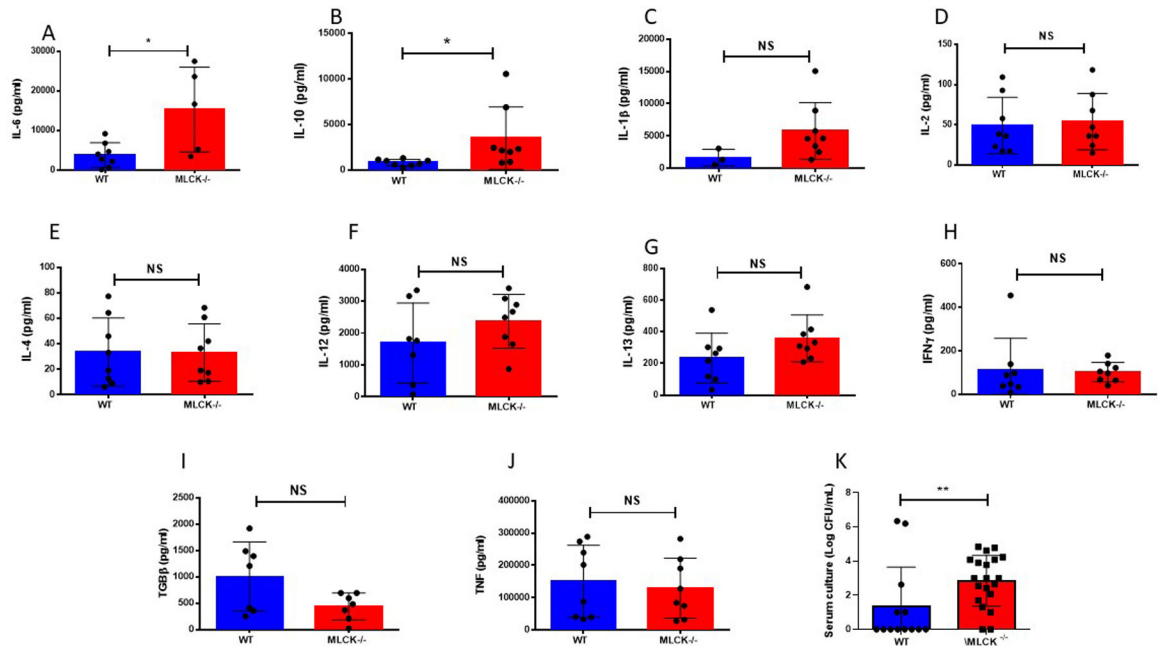 A
IL-6 (pg/ml)
30000
20000
10000
0
*
WT
MLCK-/-
B
IL-10 (pg/ml)
15000
10000
5000
0
*
WT
MLCK-/-
C
IL-1β (pg/ml)
20000
15000
10000
5000
0
NS
WT
MLCK-/-
D
IL-2 (pg/ml)
150
100
50
0
NS
WT
MLCK-/-
E
IL-4 (pg/ml)
100
80
60
40
20
0
NS
WT
MLCK-/-
F
IL-12 (pg/ml)
4000
3000
2000
1000
0
NS
WT
MLCK-/-
G
IL-13 (pg/ml)
800
600
400
200
0
NS
WT
MLCK-/-
H
IFNγ (pg/ml)
600
400
200
0
NS
WT
MLCK-/-
I
TGBβ (pg/ml)
2500
2000
1500
1000
500
0
NS
WT
MLCK-/-
J
TNF (pg/ml)
400000
300000
200000
100000
0
NS
WT
MLCK-/-
K
Serum culture (Log CFU/mL)
8
6
4
2
0
**
WT
\MLCK -/-